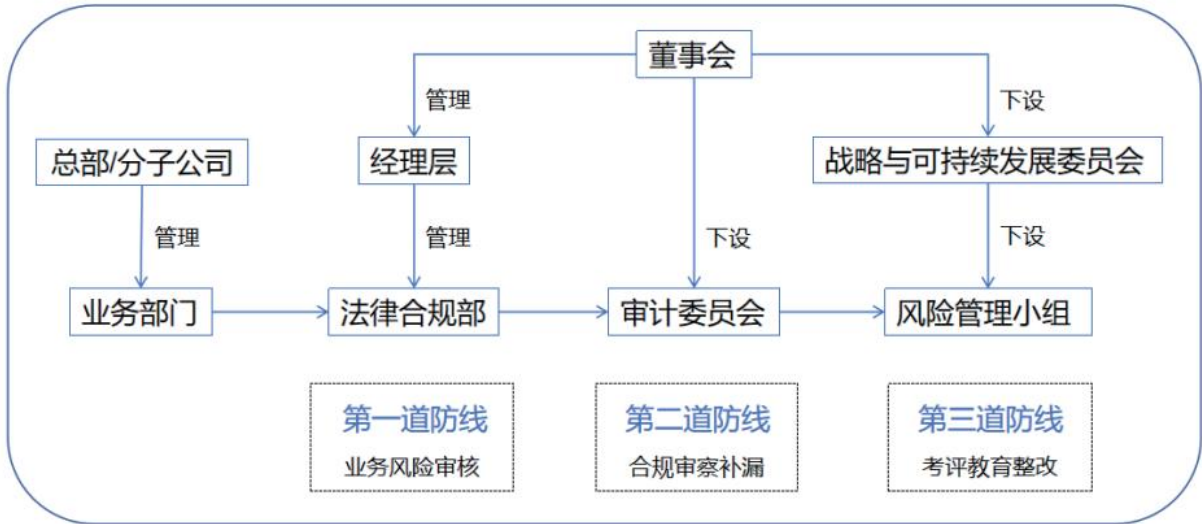 董事会
管理
下设
总部/分子公司
经理层
战略与可持续发展委员会
管理
管理
下设
下设
业务部门
法律合规部
审计委员会
风险管理小组
第一道防线
第二道防线
第三道防线
业务风险审核
合规审察补漏
考评教育整改